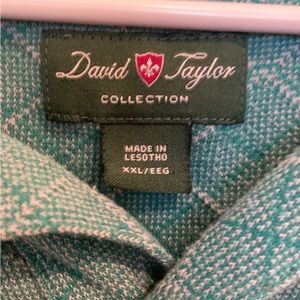 David Taylor
COLLECTION
MADE IN
LESOTHO
XXL/EEG